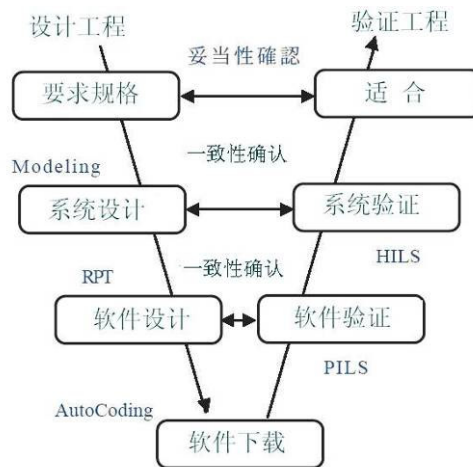 设计工程
验证工程
妥当性確認
要求规格
适 合
一致性确认
Modeling
系统设计
系统验证
RPT
一致性确认
HILS
软件设计
软件验证
PILS
AutoCoding
软件下载